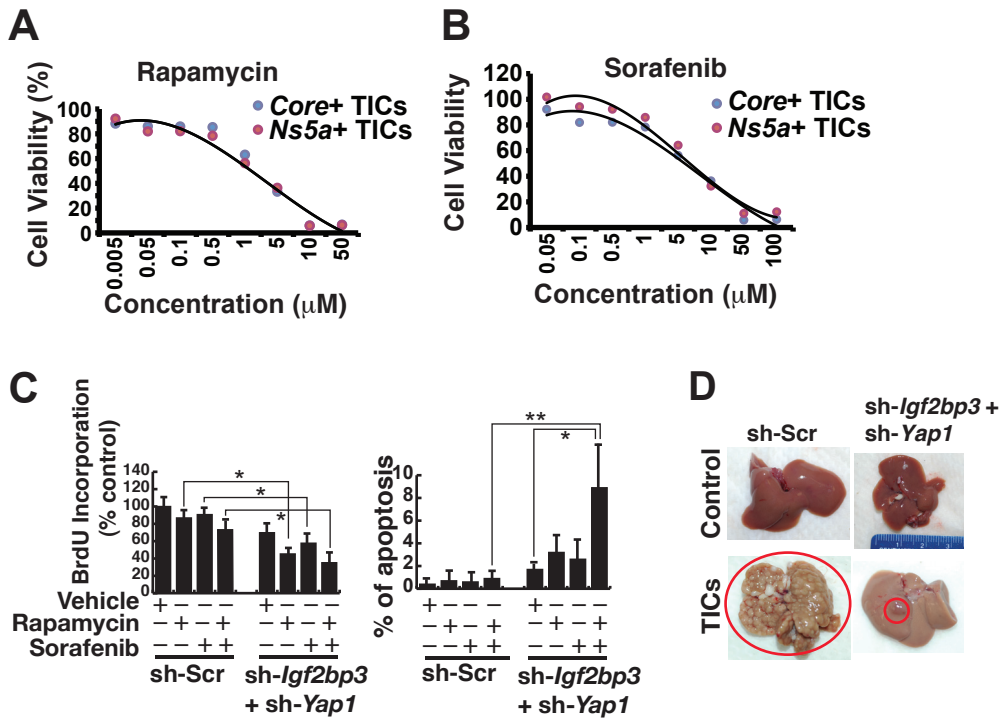 A
Rapamycin
Cell Viability (%)
100
80
60
40
20
0
Core+ TICs
Ns5a+ TICs
0.005
0.05
0.1
0.5
1
5
10
50
Concentration (μM)
B
Sorafenib
Cell Viability
120
100
80
60
40
20
0
Core+ TICs
Ns5a+ TICs
0.05
0.1
0.5
1
5
10
50
100
Concentration (μM)
C
BrdU Incorporation
(% control)
140
120
100
80
60
40
20
0
*
*
*
Vehicle + − − − + − − −
Rapamycin − + − + − + − +
Sorafenib − − + + − − + +
sh-Scr
sh-Igf2bp3
+ sh-Yap1
% of apoptosis
10
8
6
4
2
0
**
*
+ − − − + − − −
− + − + − + − +
− − + + − − + +
sh-Scr
sh-Igf2bp3
+ sh-Yap1
D
sh-Scr
sh-Igf2bp3 +
sh-Yap1
Control
TICs